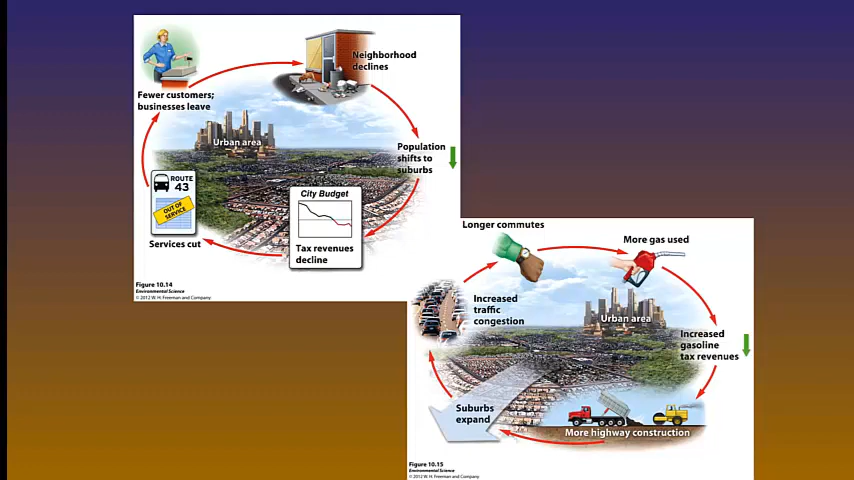 Neighborhood
declines
Fewer customers;
businesses leave
Urban area
Population
shifts to
suburbs
ROUTE
43
OUT OF
SERVICE
City Budget
Services cut
Tax revenues
decline
Figure 10.14
Environmental Science
© 2012 W. H. Freeman and Company
Longer commutes
More gas used
Increased
traffic
congestion
Urban area
Increased
gasoline
tax revenues
Suburbs
expand
More highway construction
Figure 10.15
Environmental Science
© 2012 W. H. Freeman and Company